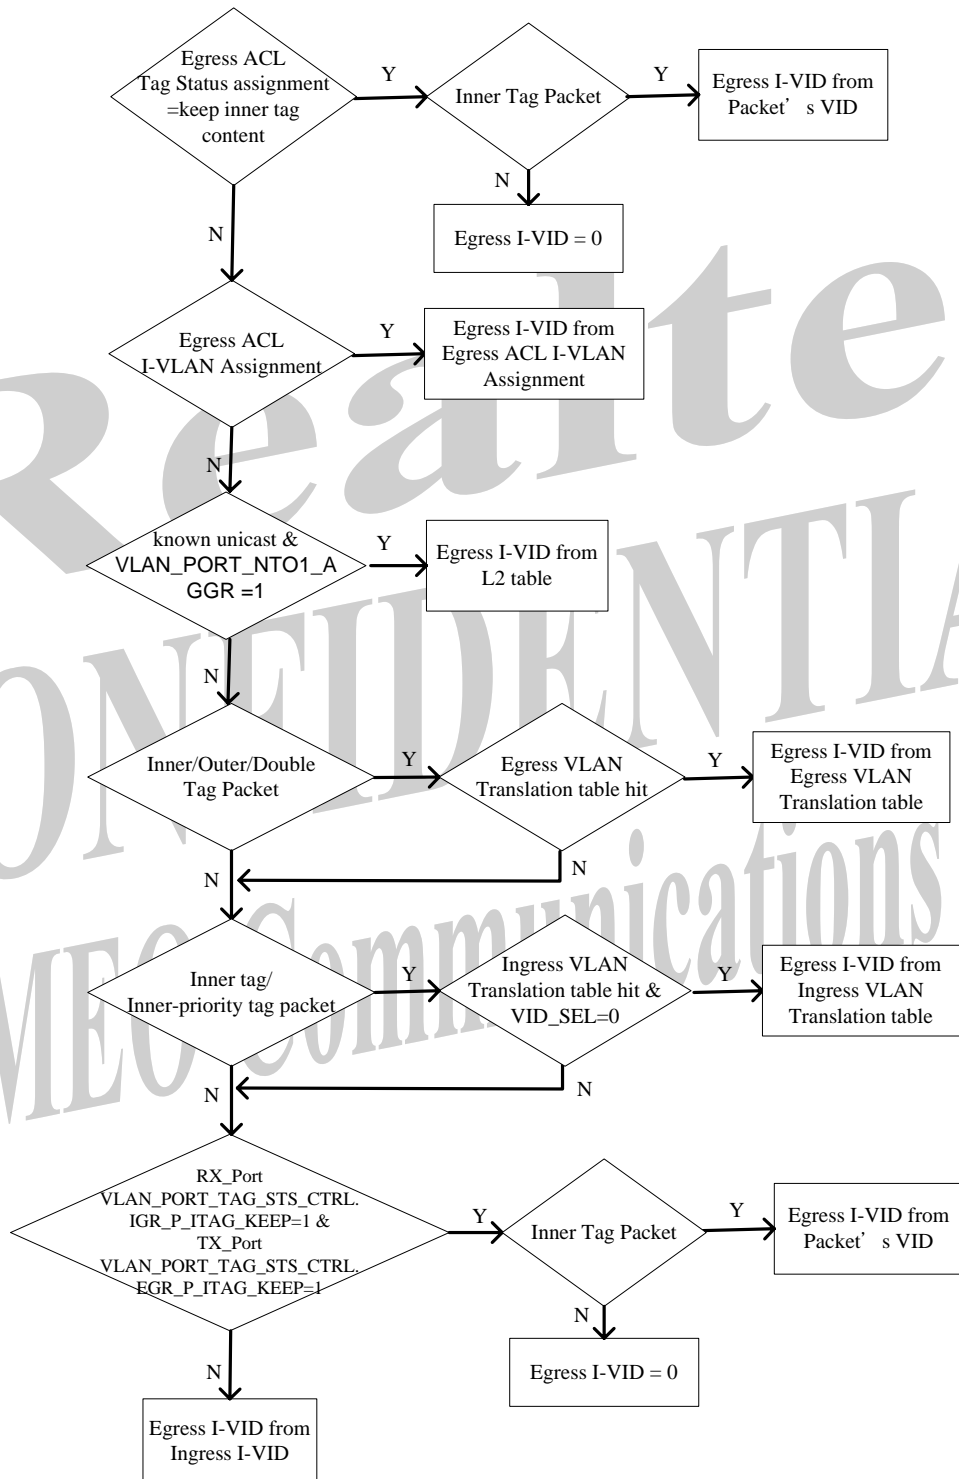 Egress ACL
Tag Status assignment
=keep inner tag
content
Y
Inner Tag Packet
Y
Egress I-VID from
Packet’s VID
N
Egress I-VID = 0
N
Egress ACL
I-VLAN Assignment
Y
Egress I-VID from
Egress ACL I-VLAN
Assignment
N
known unicast &
VLAN_PORT_NTO1_A
GGR =1
Y
Egress I-VID from
L2 table
N
Inner/Outer/Double
Tag Packet
Y
Egress VLAN
Translation table hit
Y
Egress I-VID from
Egress VLAN
Translation table
N
N
Inner tag/
Inner-priority tag packet
Y
Ingress VLAN
Translation table hit &
VID_SEL=0
Y
Egress I-VID from
Ingress VLAN
Translation table
N
N
RX_Port
VLAN_PORT_TAG_STS_CTRL.
IGR_P_ITAG_KEEP=1 &
TX_Port
VLAN_PORT_TAG_STS_CTRL.
EGR_P_ITAG_KEEP=1
Y
Inner Tag Packet
Y
Egress I-VID from
Packet’s VID
N
Egress I-VID = 0
N
Egress I-VID from
Ingress I-VID
Realte
ONFIDENTIA
MEO Communications